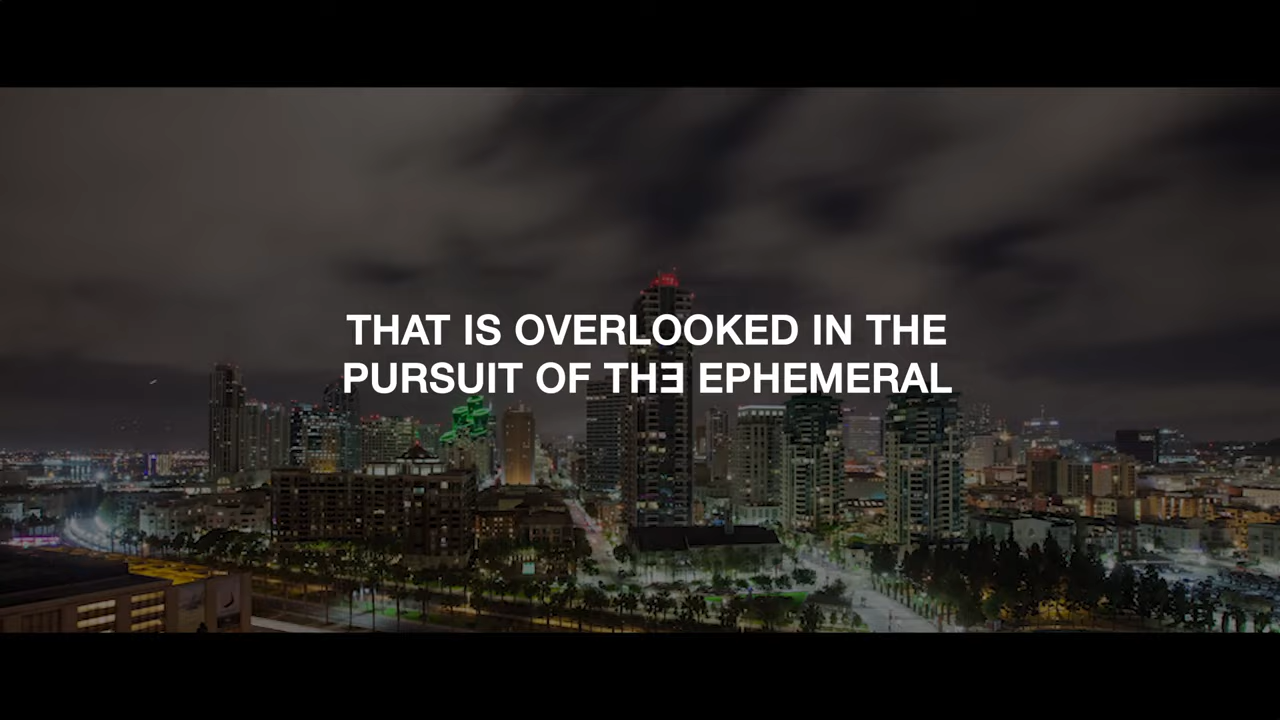 THAT IS OVERLOOKED IN THE
PURSUIT OF THƎ EPHEMERAL